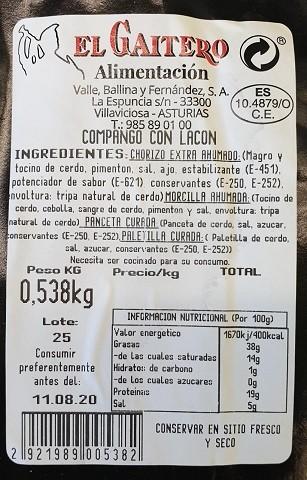 EL GAITERO
Alimentación
Valle, Ballina y Fernández, S. A.
La Espuncia s/n - 33300
Villaviciosa - ASTURIAS
T.: 985 89 01 00
ES
10.4879/O
C.E.
COMPANGO CON LACON
INGREDIENTES: CHORIZO EXTRA AHUMADO: (Magro y
tocino de cerdo, pimenton, sal, ajo, estabilizante (E-451),
potenciador de sabor (E-621) conservantes (E-250, E-252).
envoltura: tripa natural de cerdo) MORCILLA AHUMADA: (Tocino de
cerdo, cebolla, sangre de cerdo, pimenton y sal, envoltura: tripa
natural de cerdo) PANCETA CURADA (Panceta de cerdo, sal, azucar,
conservantes (E-250, E-252). PALETILLA CURADA: ( Paletilla de cerdo,
sal, azucar, conservantes (E-250, E-252))
Necesita ser cocinado para su consumo.
Peso KG Precio/kg TOTAL
0,538kg
Lote:
25
Consumir
preferentemente
antes del:
11.08.20
INFORMACION NUTRICIONAL (Por 100g)
Valor energetico 1670kj/400kcal
Grasas 38g
-de las cuales saturadas 14g
Hidrato: de carbono 1g
-de los cuales azucares 0g
Proteinas 19g
Sal 5g
CONSERVAR EN SITIO FRESCO
Y SECO
2 921989 005382